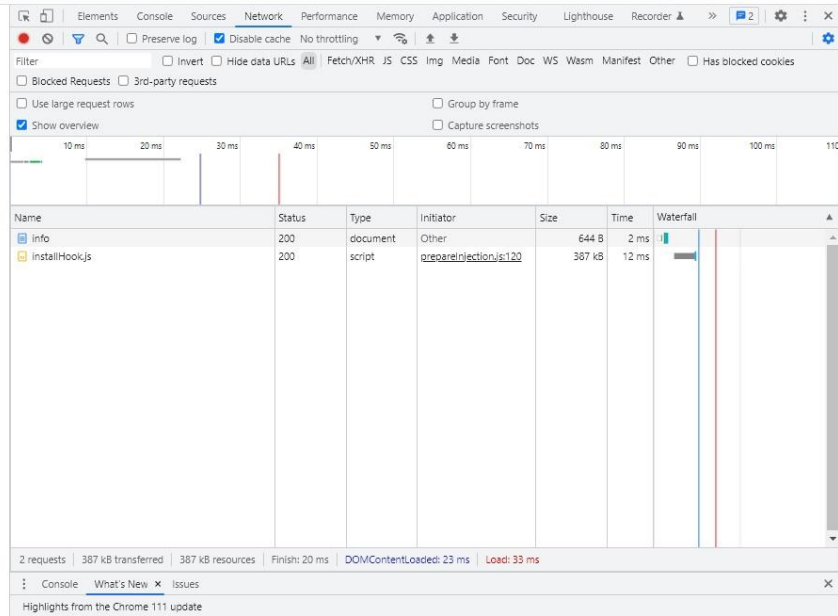 Elements Console Sources Network Performance Memory Application Security Lighthouse Recorder » 2
Preserve log Disable cache No throttling
Filter Invert Hide data URLs All Fetch/XHR JS CSS Img Media Font Doc WS Wasm Manifest Other Has blocked cookies
Blocked Requests 3rd-party requests
Use large request rows Group by frame
Show overview Capture screenshots
10 ms 20 ms 30 ms 40 ms 50 ms 60 ms 70 ms 80 ms 90 ms 100 ms 110
Name Status Type Initiator Size Time Waterfall
info 200 document Other 644 B 2 ms
installHook.js 200 script prepareInjection.js:120 387 kB 12 ms
2 requests 387 kB transferred 387 kB resources Finish: 20 ms DOMContentLoaded: 23 ms Load: 33 ms
Console What's New Issues
Highlights from the Chrome 111 update